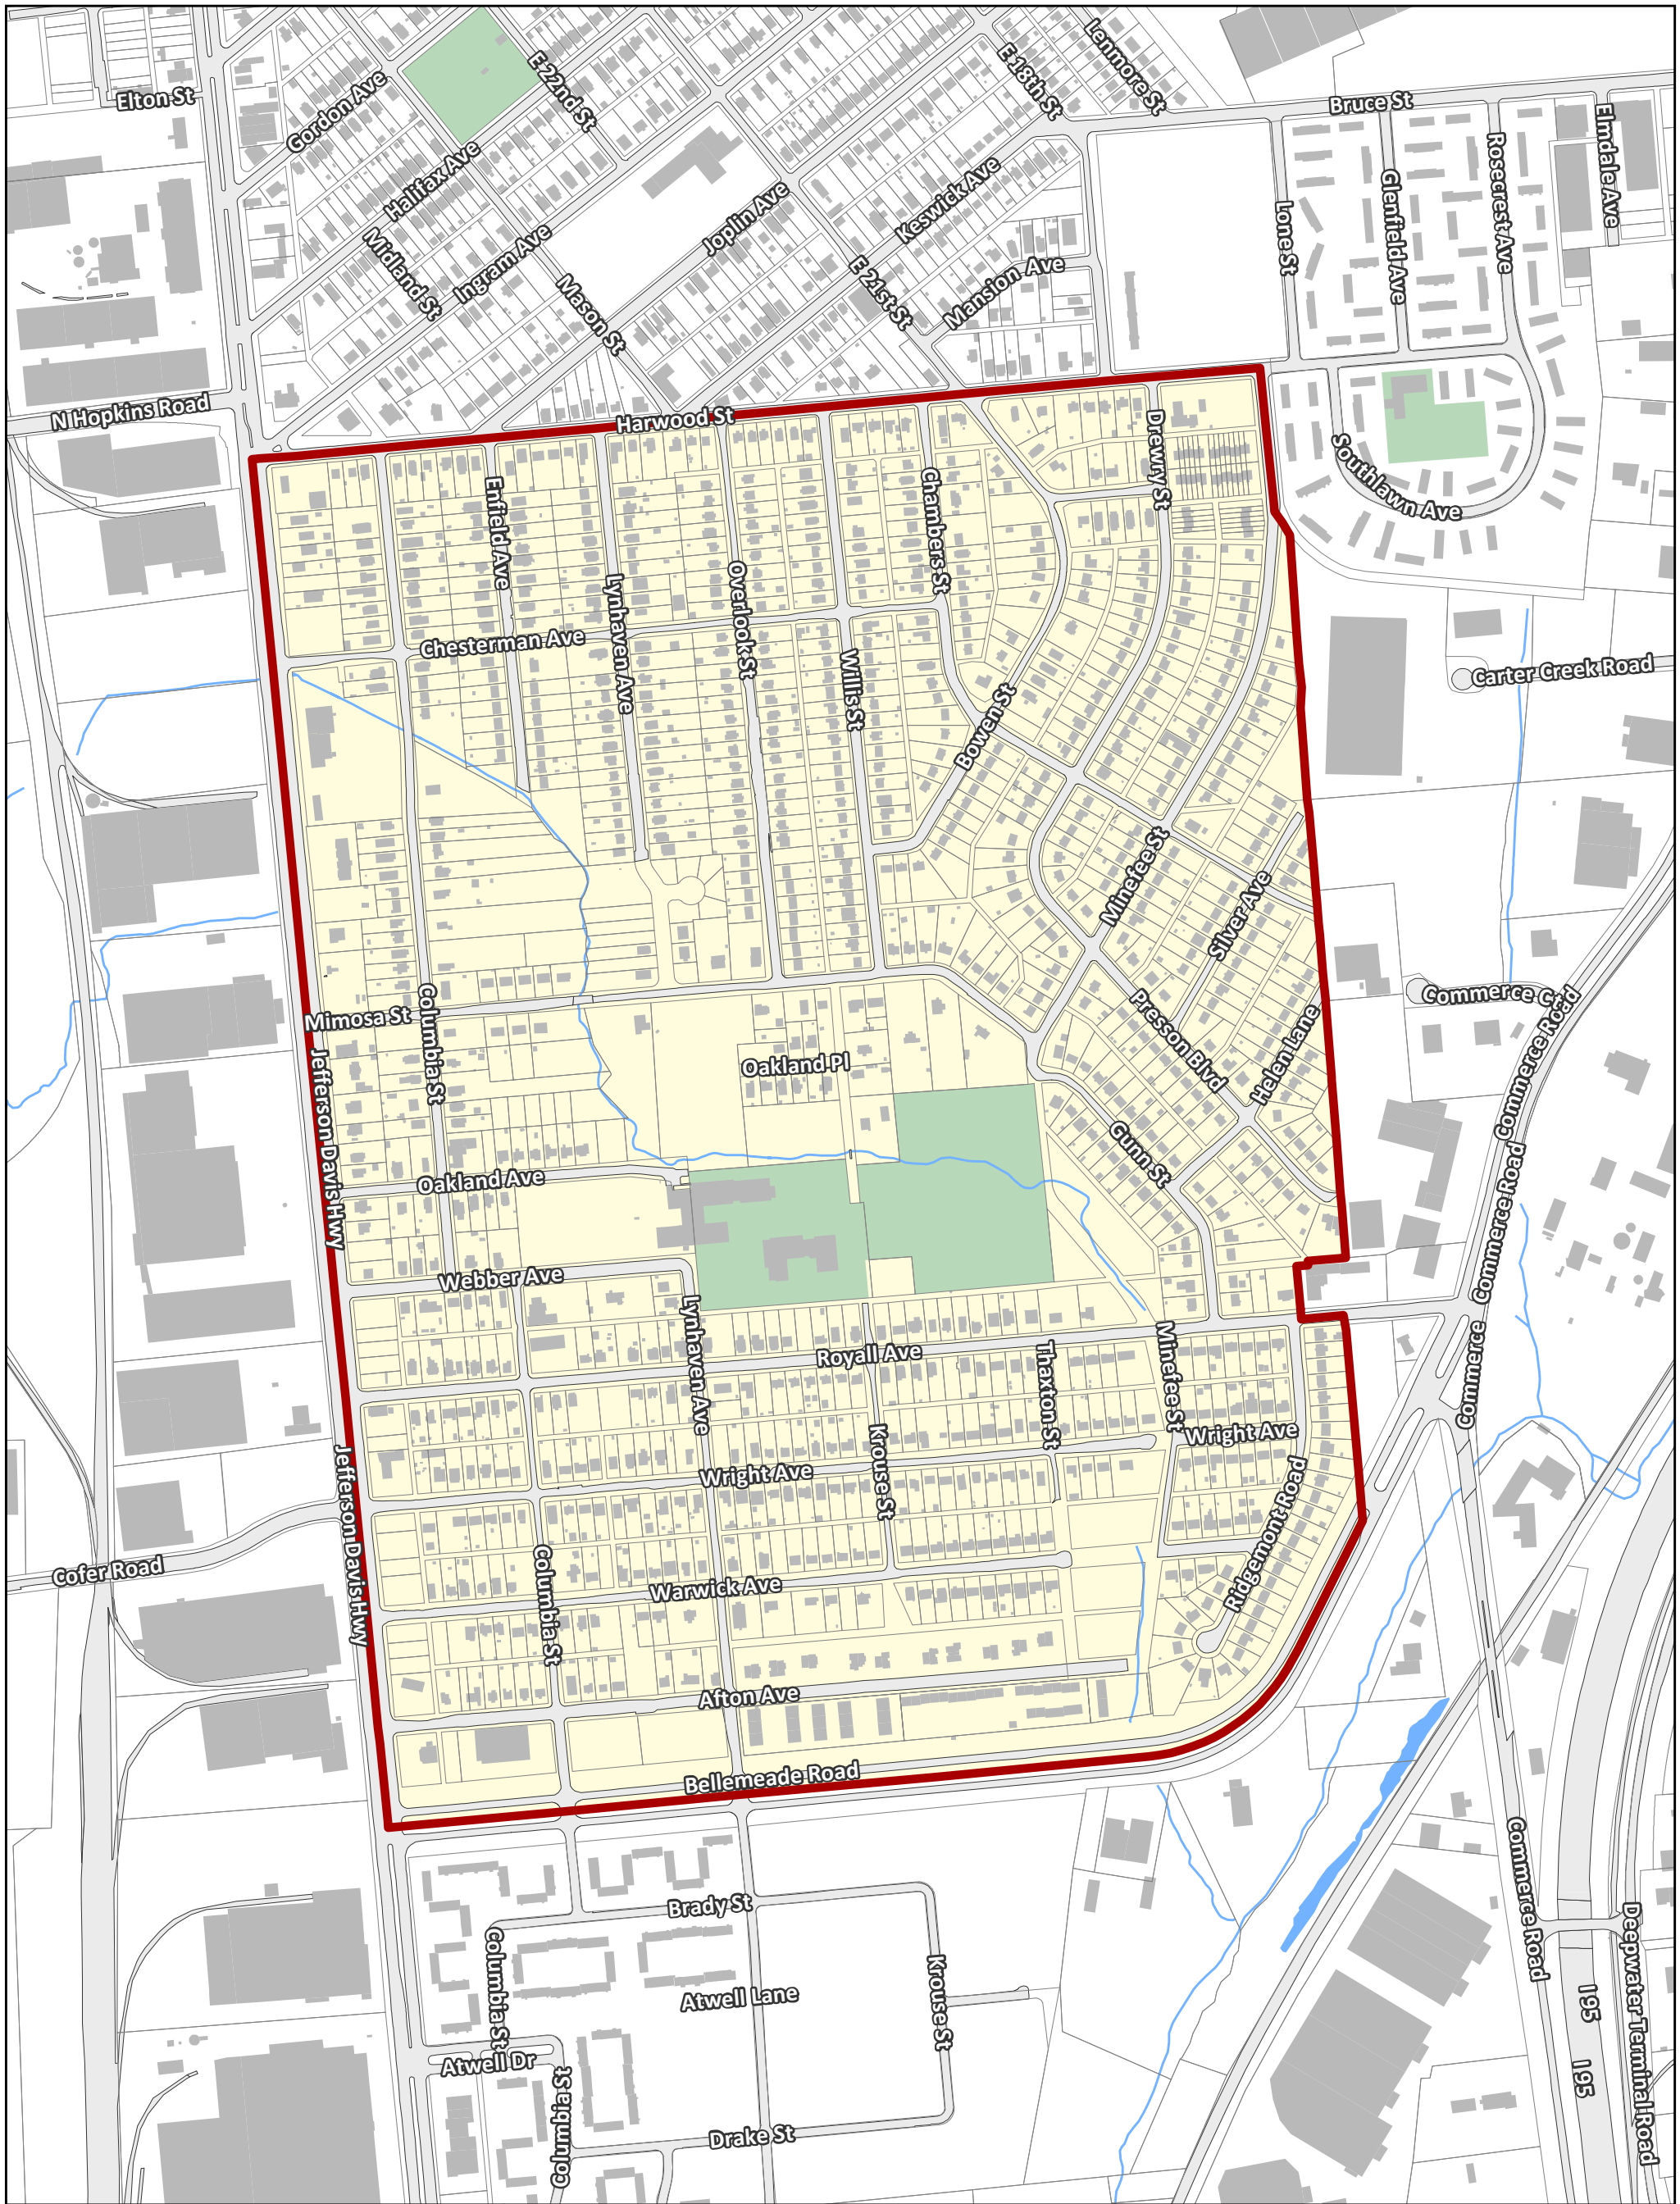 Lenmore St
E 18th St
E 22nd St
Elton St
Gordon Ave
Bruce St
Elmdale Ave
Rosecrest Ave
Halifax Ave
Glenfield Ave
Keswick Ave
Joplin Ave
Lone St
Midland St
Ingram Ave
E 21st St
Mansion Ave
Mason St
N Hopkins Road
Harwood St
Drewry St
Southlawn Ave
Chambers St
Enfield Ave
Overlook St
Lynhaven Ave
Chesterman Ave
Willis St
Carter Creek Road
Bowen St
Minefee St
Silver Ave
Columbia St
Mimosa St
Commerce Ct
Presson Blvd
Helen Lane
Commerce Road
Oakland Pl
Jefferson Davis Hwy
Gunn St
Commerce Road
Oakland Ave
Commerce Road
Webber Ave
Lynhaven Ave
Royall Ave
Thaxton St
Minefee St
Commerce
Wright Ave
Krouse St
Wright Ave
Jefferson Davis Hwy
Ridgemont Road
Cofer Road
Columbia St
Warwick Ave
Afton Ave
Bellemeade Road
Commerce Road
Brady St
Columbia St
Krouse St
Deepwater Terminal Road
Atwell Lane
I 95
Atwell Dr
Columbia St
I 95
Drake St